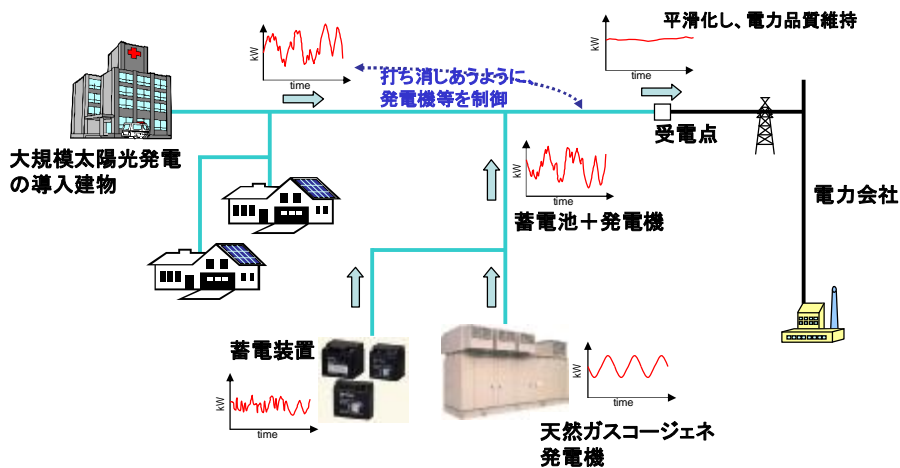 kW
time
平滑化し、電力品質維持
kW
time
打ち消じあうように、
発電機等を制御
受電点
大規模太陽光発電
の導入建物
kW
time
蓄電池＋発電機
電力会社
蓄電装置
kW
time
kW
time
天然ガスコージェネ
発電機